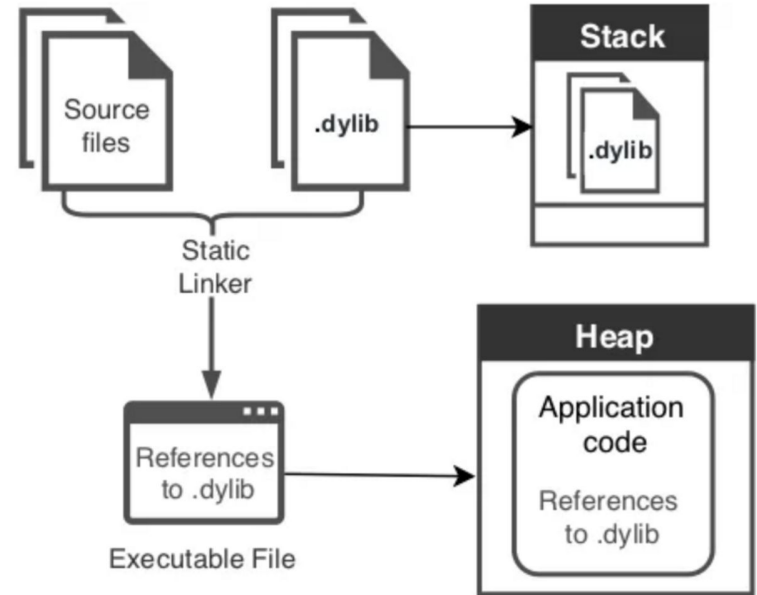 Source
files
.dylib
Stack
.dylib
Static
Linker
References
to .dylib
Executable File
Heap
Application
code
References
to .dylib